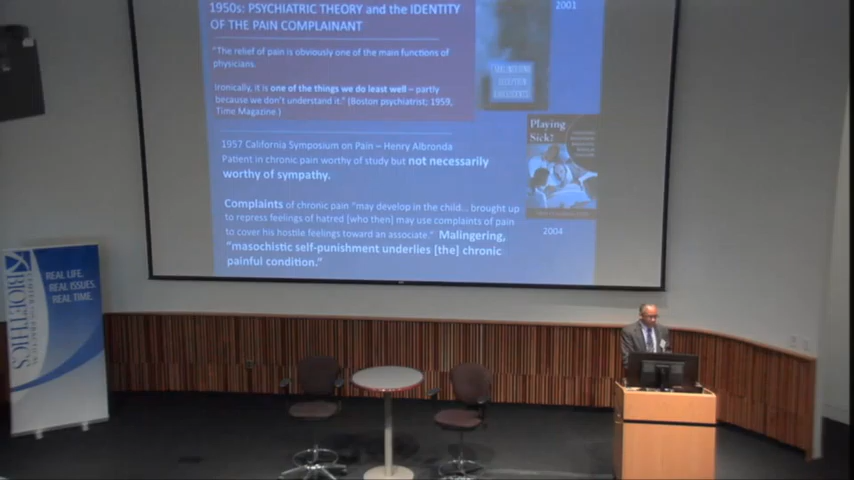 1950s: PSYCHIATRIC THEORY and the IDENTITY
OF THE PAIN COMPLAINANT
"The relief of pain is obviously one of the main functions of
physicians.
ironically, it is one of the things we do least well – partly
because we don't understand it." (Boston psychiatrist; 1959,
Time Magazine )
1957 California Symposium on Pain – Henry Albronda
Patient in chronic pain worthy of study but not necessarily
worthy of sympathy.
Complaints of chronic pain "may develop in the child... brought up
to repress feelings of hatred [who then] may use complaints of pain
to cover his hostile feelings toward an associate." Malingering,
"masochistic self-punishment underlies [the] chronic
painful condition."
2001
Playing
Sick?
2004
REAL LIFE.
REAL ISSUES.
REAL TIME.
BIOETHICS